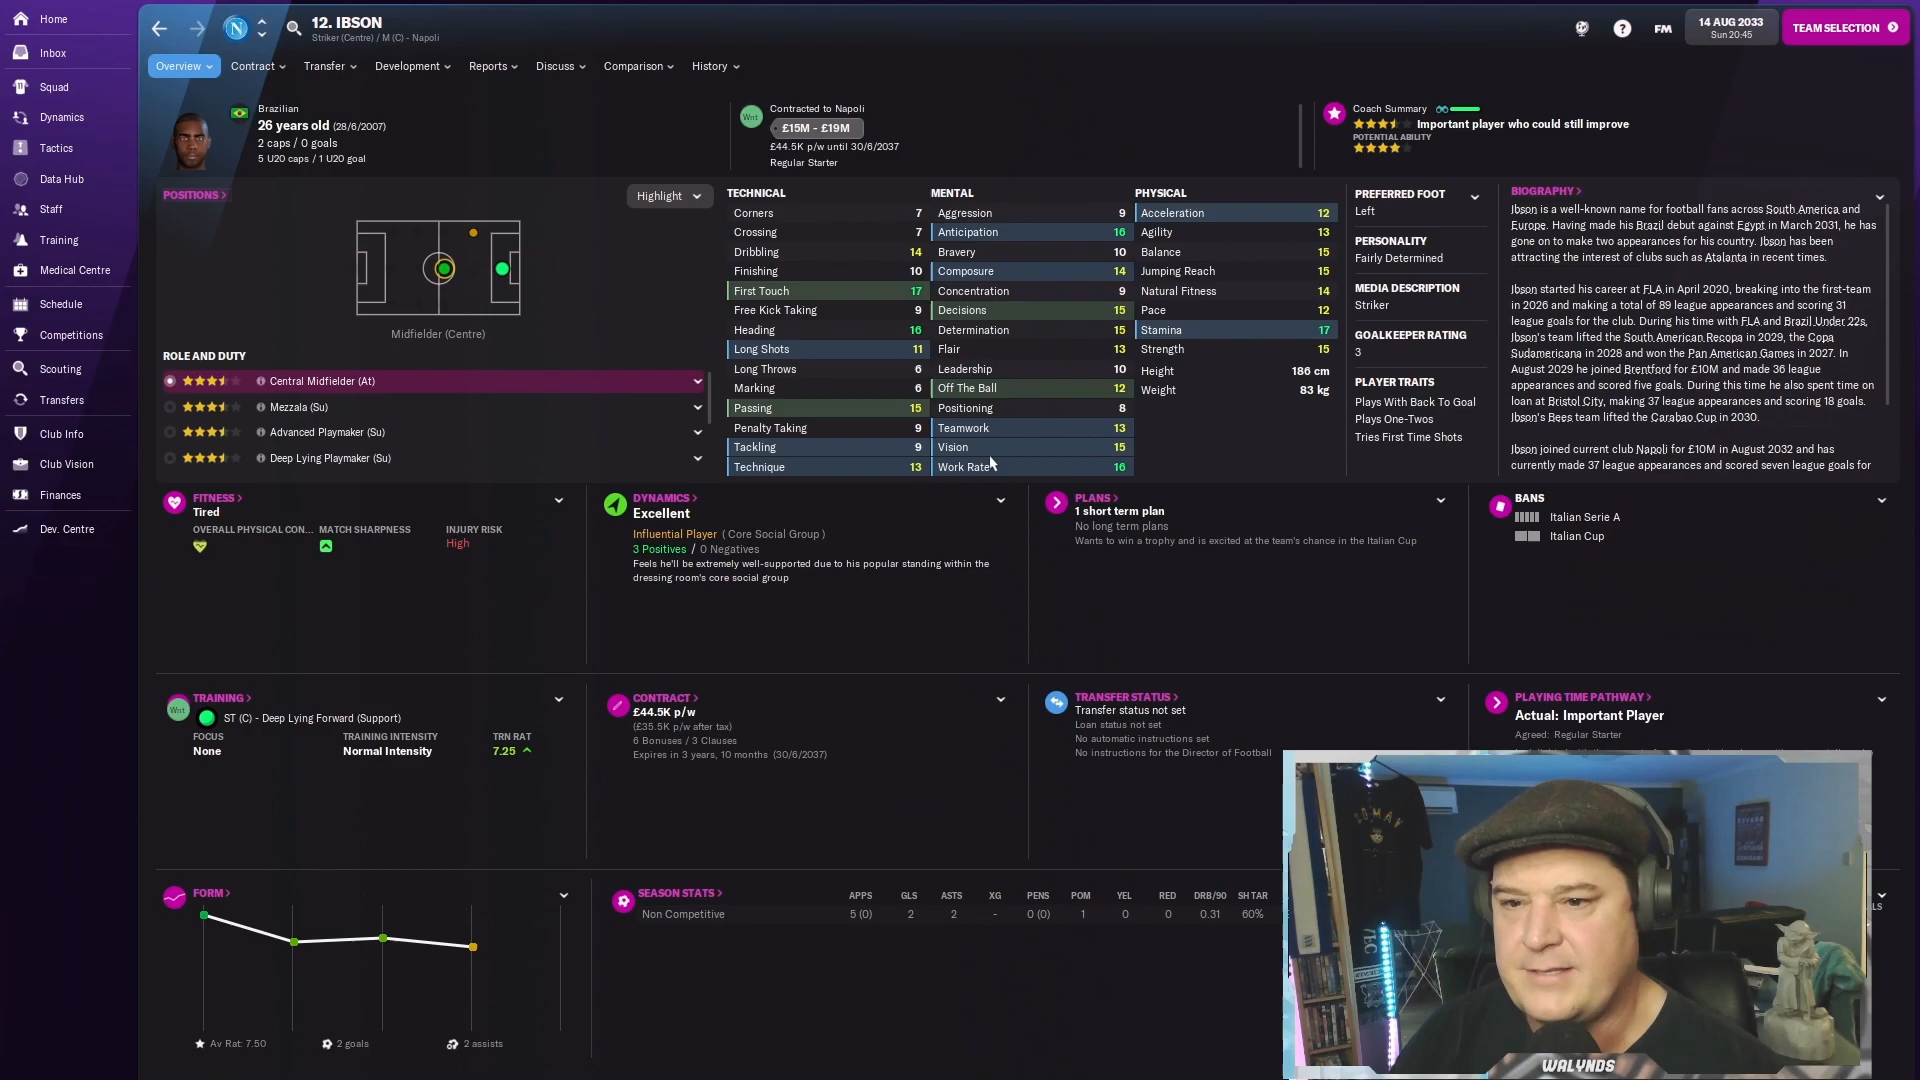 Home
Inbox
Squad
Dynamics
Tactics
Data Hub
Staff
Training
Medical Centre
Schedule
Competitions
Scouting
Transfers
Club Info
Club Vision
Finances
Dev. Centre
12. IBSON
Striker (Centre) / M (C) - Napoli
FM
14 AUG 2033
Sun 20:45
TEAM SELECTION
Overview Contract Transfer Development Reports Discuss Comparison History
Brazilian
26 years old (28/6/2007)
2 caps / 0 goals
5 U20 caps / 1 U20 goal
Wnt
Contracted to Napoli
£15M - £19M
£44.5K p/w until 30/6/2037
Regular Starter
Coach Summary
Important player who could still improve
POTENTIAL ABILITY
POSITIONS
Highlight
Midfielder (Centre)
ROLE AND DUTY
Central Midfielder (At)
Mezzala (Su)
Advanced Playmaker (Su)
Deep Lying Playmaker (Su)
TECHNICAL
Corners 7
Crossing 7
Dribbling 14
Finishing 10
First Touch 17
Free Kick Taking 9
Heading 16
Long Shots 11
Long Throws 6
Marking 6
Passing 15
Penalty Taking 9
Tackling 9
Technique 13
MENTAL
Aggression 9
Anticipation 16
Bravery 10
Composure 14
Concentration 9
Decisions 15
Determination 15
Flair 13
Leadership 10
Off The Ball 12
Positioning 8
Teamwork 13
Vision 15
Work Rate 16
PHYSICAL
Acceleration 12
Agility 13
Balance 15
Jumping Reach 15
Natural Fitness 14
Pace 12
Stamina 17
Strength 15
Height 186 cm
Weight 83 kg
PREFERRED FOOT
Left
PERSONALITY
Fairly Determined
MEDIA DESCRIPTION
Striker
GOALKEEPER RATING
3
PLAYER TRAITS
Plays With Back To Goal
Plays One-Twos
Tries First Time Shots
BIOGRAPHY
Ibson is a well-known name for football fans across South America and
Europe. Having made his Brazil debut against Egypt in March 2031, he has
gone on to make two appearances for his country. Ibson has been
attracting the interest of clubs such as Atalanta in recent times.
Ibson started his career at FLA in April 2020, breaking into the first-team
in 2026 and making a total of 89 league appearances and scoring 31
league goals for the club. During his time with FLA and Brazil Under 22s,
Ibson's team lifted the South American Recopa in 2029, the Copa
Sudamericana in 2028 and won the Pan American Games in 2027. In
August 2029 he joined Brentford for £10M and made 36 league
appearances and scored five goals. During this time he also spent time on
loan at Bristol City, making 37 league appearances and scoring 18 goals.
Ibson's Bees team lifted the Carabao Cup in 2030.
Ibson joined current club Napoli for £10M in August 2032 and has
currently made 37 league appearances and scored seven league goals for
FITNESS
Tired
OVERALL PHYSICAL CON... MATCH SHARPNESS INJURY RISK
High
DYNAMICS
Excellent
Influential Player ( Core Social Group )
3 Positives / 0 Negatives
Feels he'll be extremely well-supported due to his popular standing within the
dressing room's core social group
PLANS
1 short term plan
No long term plans
Wants to win a trophy and is excited at the team's chance in the Italian Cup
BANS
Italian Serie A
Italian Cup
TRAINING
Wnt
ST (C) - Deep Lying Forward (Support)
FOCUS TRAINING INTENSITY TRN RAT
None Normal Intensity 7.25
CONTRACT
£44.5K p/w
(£35.5K p/w after tax)
6 Bonuses / 3 Clauses
Expires in 3 years, 10 months (30/6/2037)
TRANSFER STATUS
Transfer status not set
Loan status not set
No automatic instructions set
No instructions for the Director of Football
PLAYING TIME PATHWAY
Actual: Important Player
Agreed: Regular Starter
FORM
Av Rat: 7.50 2 goals 2 assists
SEASON STATS APPS GLS ASTS XG PENS POM YEL RED DRB/90 SH TAR
Non Competitive 5 (0) 2 2 - 0 (0) 1 0 0 0.31 60%
LS
WALYNDS